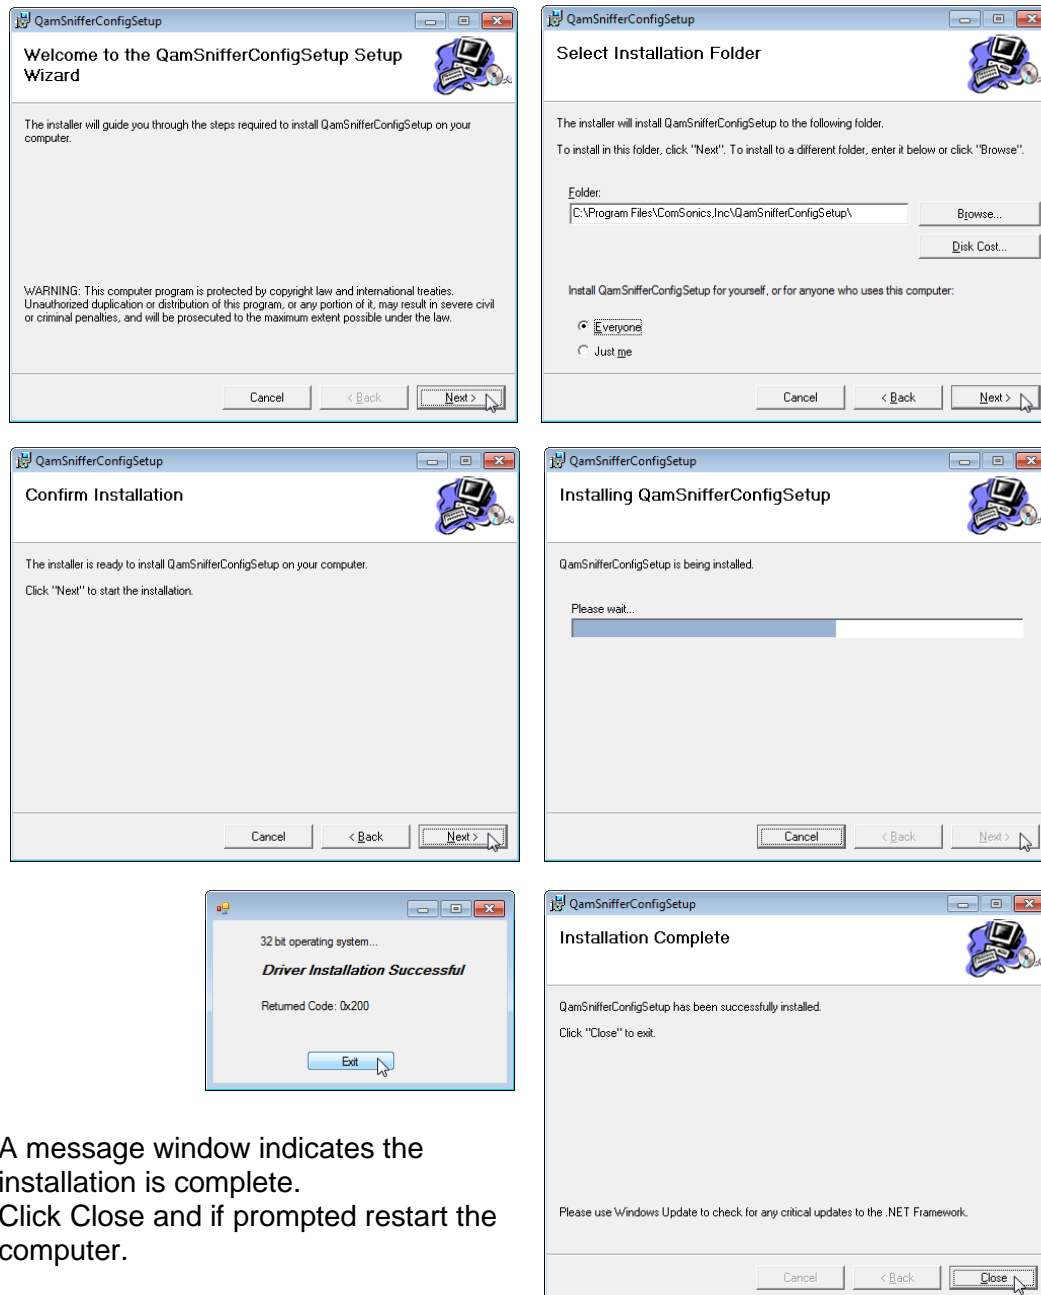 QamSnifferConfigSetup
Welcome to the QamSnifferConfigSetup Setup
Wizard
The installer will guide you through the steps required to install QamSnifferConfigSetup on your
computer.
WARNING: This computer program is protected by copyright law and international treaties.
Unauthorized duplication or distribution of this program, or any portion of it, may result in severe civil
or criminal penalties, and will be prosecuted to the maximum extent possible under the law.
Cancel
< Back
Next >
QamSnifferConfigSetup
Select Installation Folder
The installer will install QamSnifferConfigSetup to the following folder.
To install in this folder, click "Next". To install to a different folder, enter it below or click "Browse".
Folder:
C:\Program Files\ComSonics,Inc\QamSnifferConfigSetup\
Browse...
Disk Cost...
Install QamSnifferConfigSetup for yourself, or for anyone who uses this computer:
Everyone
Just me
Cancel
< Back
Next >
QamSnifferConfigSetup
Confirm Installation
The installer is ready to install QamSnifferConfigSetup on your computer.
Click "Next" to start the installation.
Cancel
< Back
Next >
QamSnifferConfigSetup
Installing QamSnifferConfigSetup
QamSnifferConfigSetup is being installed.
Please wait...
Cancel
< Back
Next >
32 bit operating system...
Driver Installation Successful
Returned Code: 0x200
Exit
QamSnifferConfigSetup
Installation Complete
QamSnifferConfigSetup has been successfully installed.
Click "Close" to exit.
Please use Windows Update to check for any critical updates to the .NET Framework.
Cancel
< Back
Close
A message window indicates the
installation is complete.
Click Close and if prompted restart the
computer.